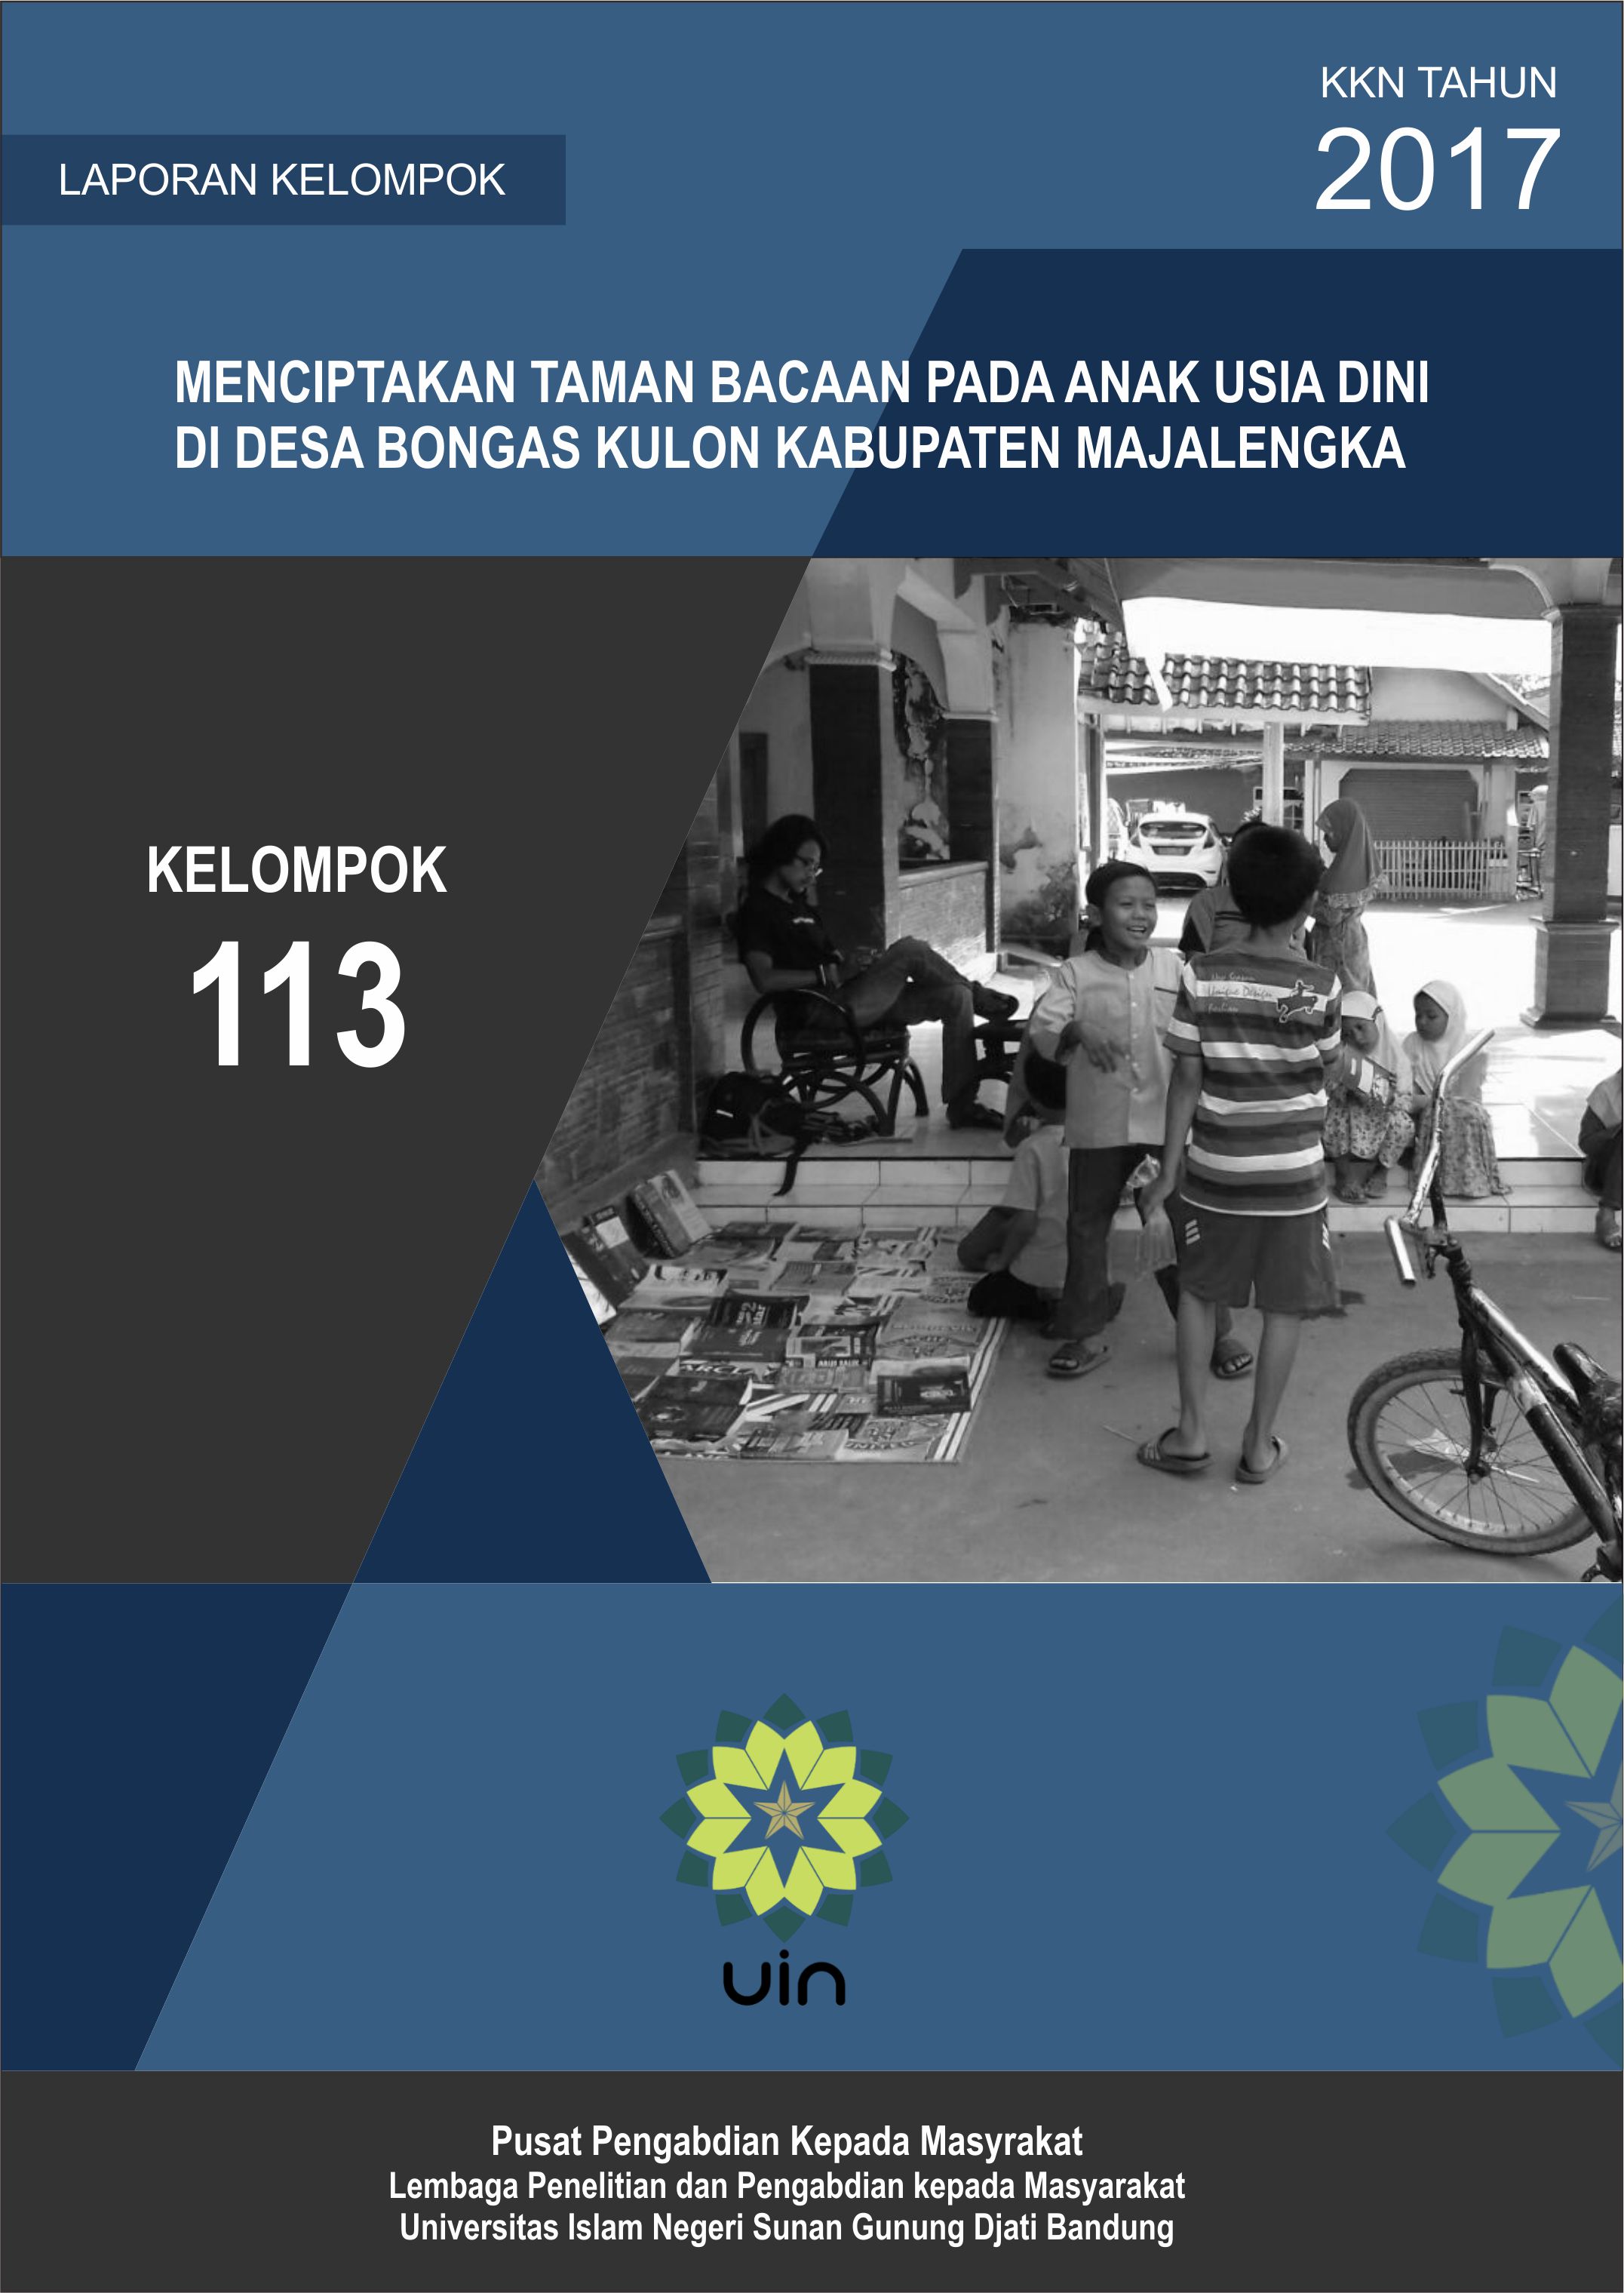 KKN TAHUN
2017
LAPORAN KELOMPOK
MENCIPTAKAN TAMAN BACAAN PADA ANAK USIA DINI
DI DESA BONGAS KULON KABUPATEN MAJALENGKA
KELOMPOK
113
Unique Design
uin
Pusat Pengabdian Kepada Masyrakat
Lembaga Penelitian dan Pengabdian kepada Masyarakat
Universitas Islam Negeri Sunan Gunung Djati Bandung